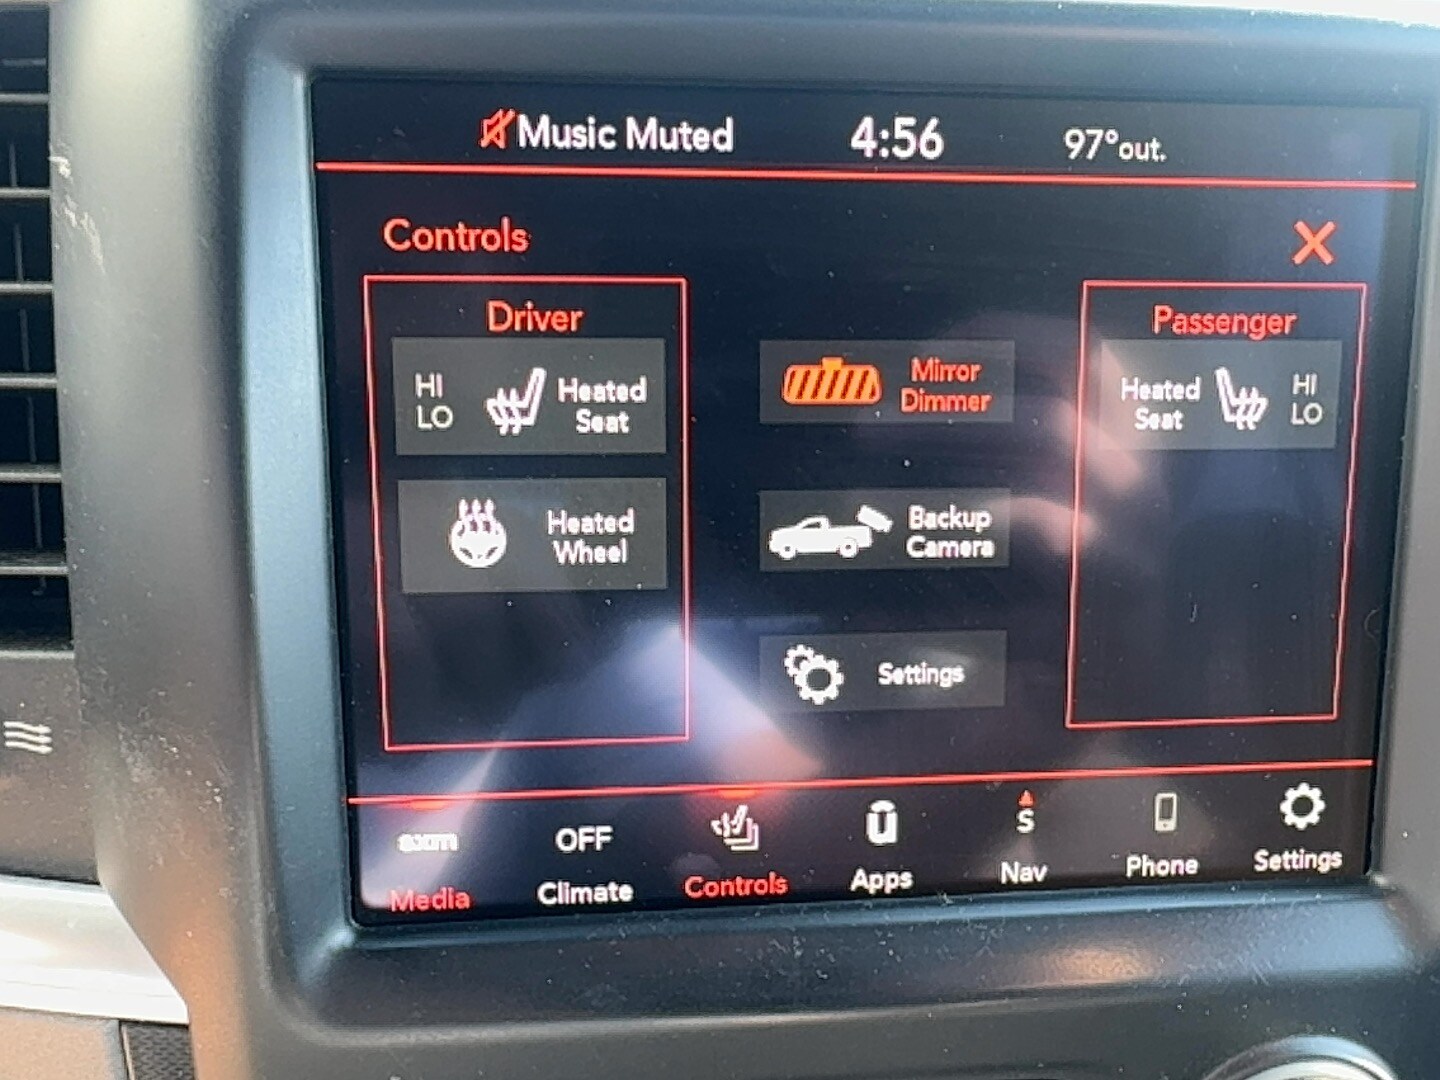 Music Muted 4:56 97°out.
Controls X
Driver
HI
LO
Heated
Seat
Heated
Wheel
Mirror
Dimmer
Backup
Camera
Settings
Passenger
Heated
Seat
HI
LO
Media
OFF
Climate
Controls
Apps
S
Nav
Phone
Settings